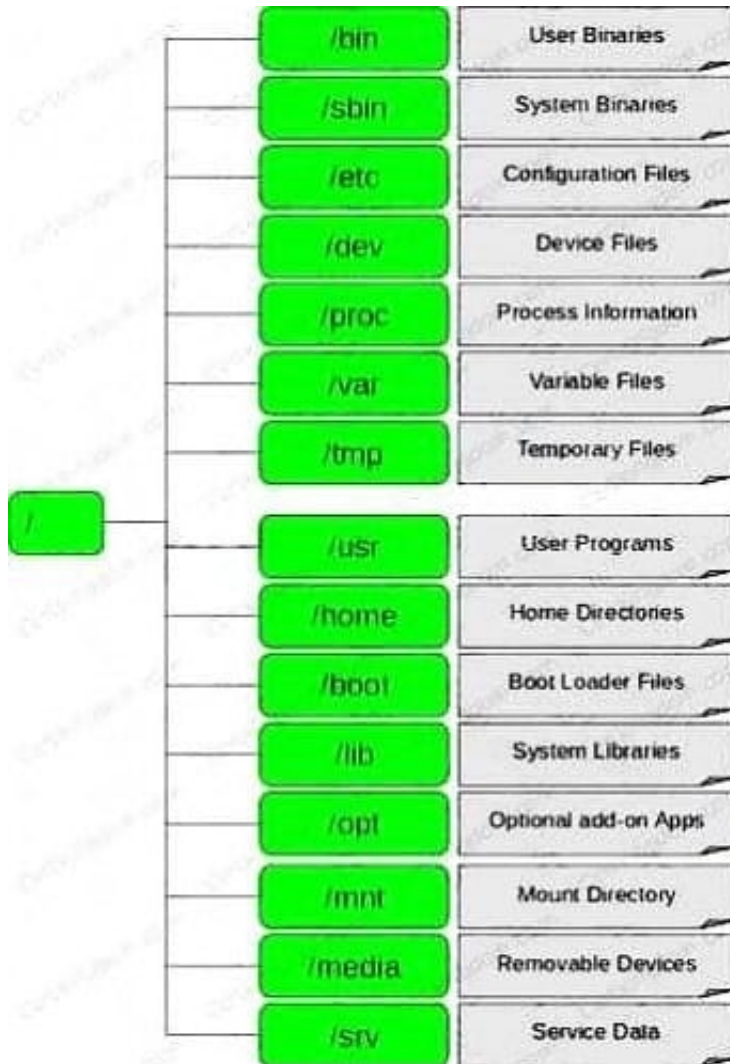 /bin User Binaries
/sbin System Binaries
/etc Configuration Files
/dev Device Files
/proc Process Information
/var Variable Files
/tmp Temporary Files
/
/usr User Programs
/home Home Directories
/boot Boot Loader Files
/lib System Libraries
/opt Optional add-on Apps
/mnt Mount Directory
/media Removable Devices
/srv Service Data